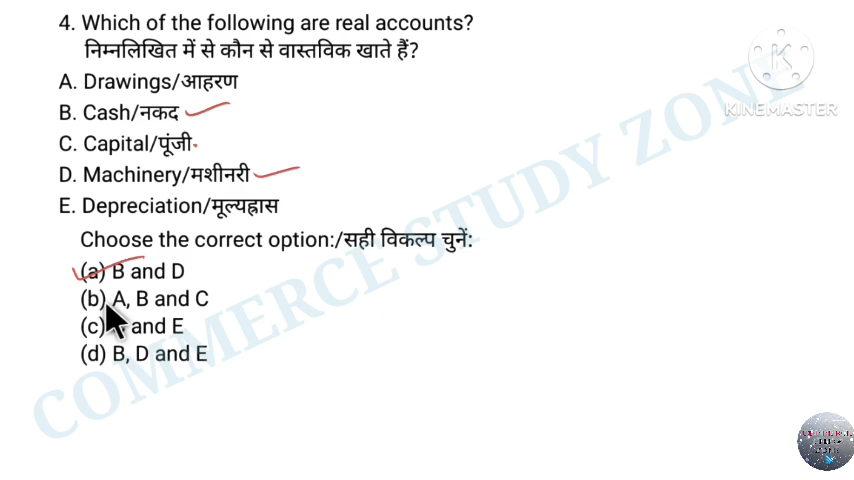 4. Which of the following are real accounts?
निम्नलिखित में से कौन से वास्तविक खाते हैं?
A. Drawings/आहरण
B. Cash/नकद
C. Capital/पूंजी
D. Machinery/मशीनरी
E. Depreciation/मूल्यह्रास
Choose the correct option:/सही विकल्प चुनें:
(a) B and D
(b) A, B and C
(c) and E
(d) B, D and E
COMMERCE STUDY ZONE
K
KINEMASTER